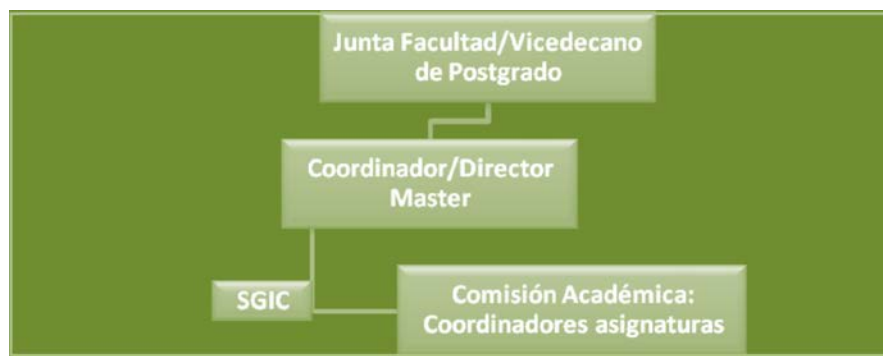 Junta Facultad/Vicedecano
de Postgrado
Coordinador/Director
Master
SGIC
Comisión Académica:
Coordinadores asignaturas